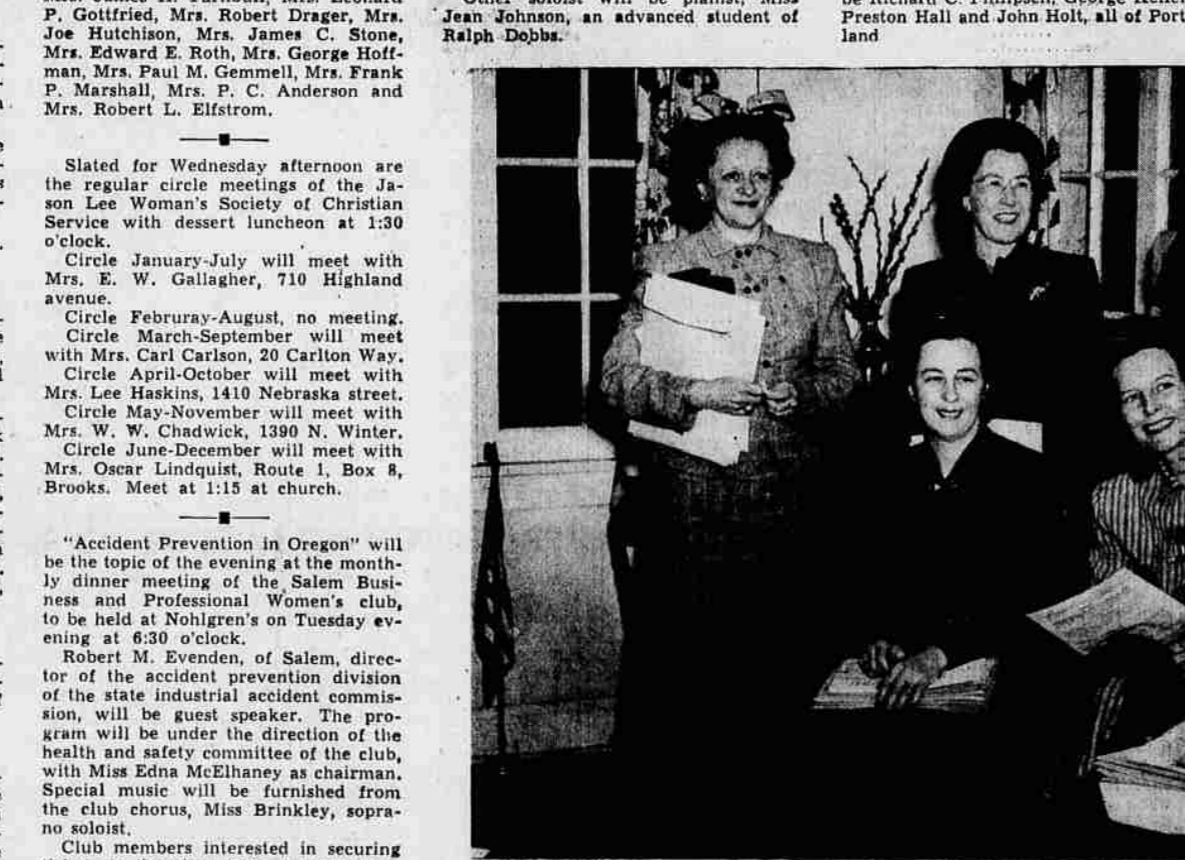 P. Gottfried, Mrs. Robert Drager, Mrs.
Joe Hutchison, Mrs. James C. Stone,
Mrs. Edward E. Roth, Mrs. George Hoff-
man, Mrs. Paul M. Gemmell, Mrs. Frank
P. Marshall, Mrs. P. C. Anderson and
Mrs. Robert L. Elfstrom.
Slated for Wednesday afternoon are
the regular circle meetings of the Ja-
son Lee Woman's Society of Christian
Service with dessert luncheon at 1:30
o'clock.
Circle January-July will meet with
Mrs. E. W. Gallagher, 710 Highland
avenue.
Circle Februray-August, no meeting.
Circle March-September will meet
with Mrs. Carl Carlson, 20 Carlton Way.
Circle April-October will meet with
Mrs. Lee Haskins, 1410 Nebraska street.
Circle May-November will meet with
Mrs. W. W. Chadwick, 1390 N. Winter.
Circle June-December will meet with
Mrs. Oscar Lindquist, Route 1, Box 8,
Brooks. Meet at 1:15 at church.
"Accident Prevention in Oregon" will
be the topic of the evening at the month-
ly dinner meeting of the Salem Busi-
ness and Professional Women's club,
to be held at Nohlgren's on Tuesday ev-
ening at 6:30 o'clock.
Robert M. Evenden, of Salem, direc-
tor of the accident prevention division
of the state industrial accident commis-
sion, will be guest speaker. The pro-
gram will be under the direction of the
health and safety committee of the club,
with Miss Edna McElhaney as chairman.
Special music will be furnished from
the club chorus, Miss Brinkley, sopra-
no soloist.
Club members interested in securing
Other soloist will be pianist, Miss
Jean Johnson, an advanced student of
Ralph Dobbs.
Preston Hall and John Holt, all of Port
land